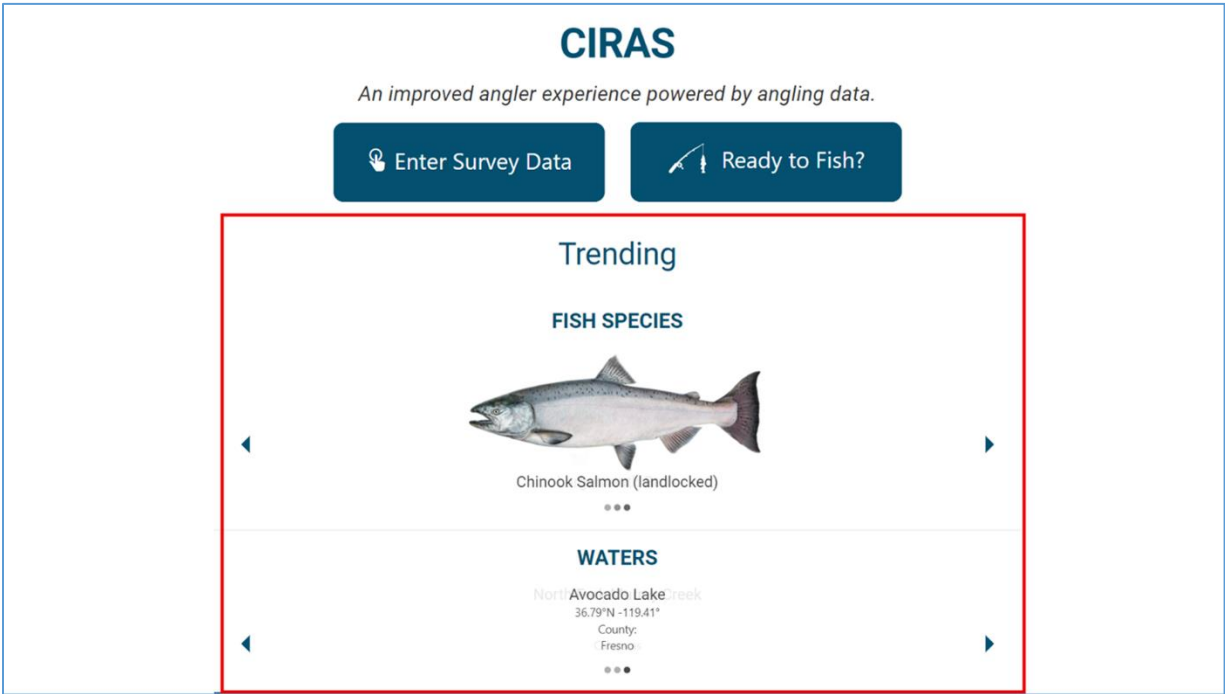 CIRAS
An improved angler experience powered by angling data.
Enter Survey Data
Ready to Fish?
Trending
FISH SPECIES
Chinook Salmon (landlocked)
WATERS
Avocado Lake
36.79°N -119.41°
County:
Fresno